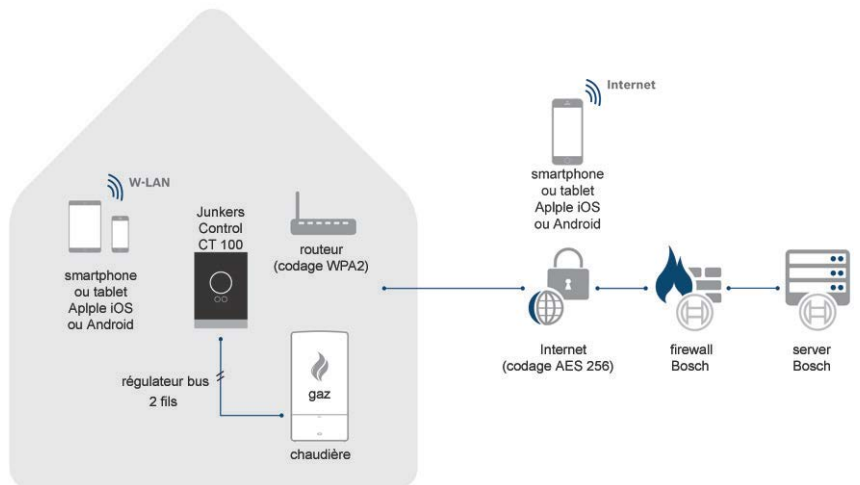 W-LAN
smartphone
ou tablet
Aplple iOS
ou Android
Junkers
Control
CT 100
routeur
(codage WPA2)
régulateur bus
2 fils
gaz
chaudière
Internet
smartphone
ou tablet
Aplple iOS
ou Android
Internet
(codage AES 256)
firewall
Bosch
server
Bosch